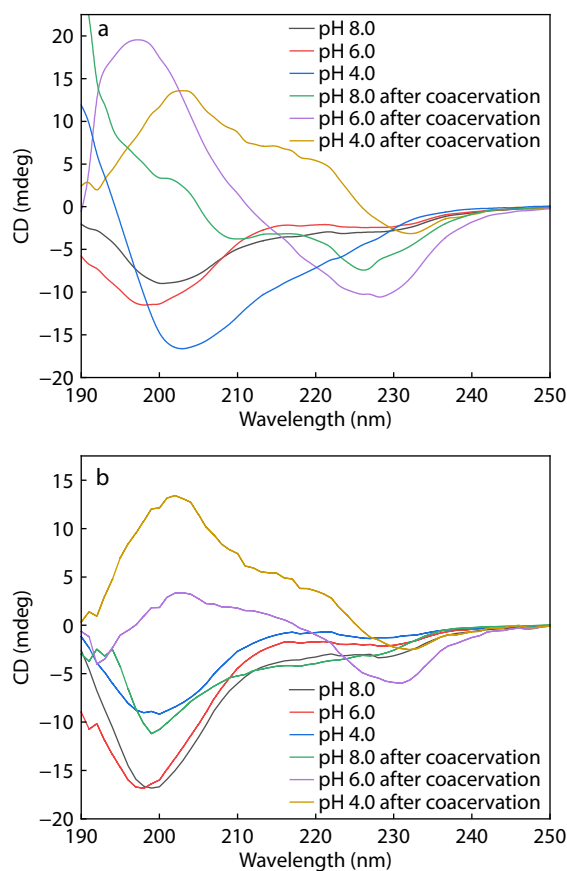 a
pH 8.0
pH 6.0
pH 4.0
pH 8.0 after coacervation
pH 6.0 after coacervation
pH 4.0 after coacervation
20
15
10
5
0
−5
−10
−15
−20
CD (mdeg)
190 200 210 220 230 240 250
Wavelength (nm)
b
15
10
5
0
−5
−10
−15
−20
CD (mdeg)
pH 8.0
pH 6.0
pH 4.0
pH 8.0 after coacervation
pH 6.0 after coacervation
pH 4.0 after coacervation
190 200 210 220 230 240 250
Wavelength (nm)